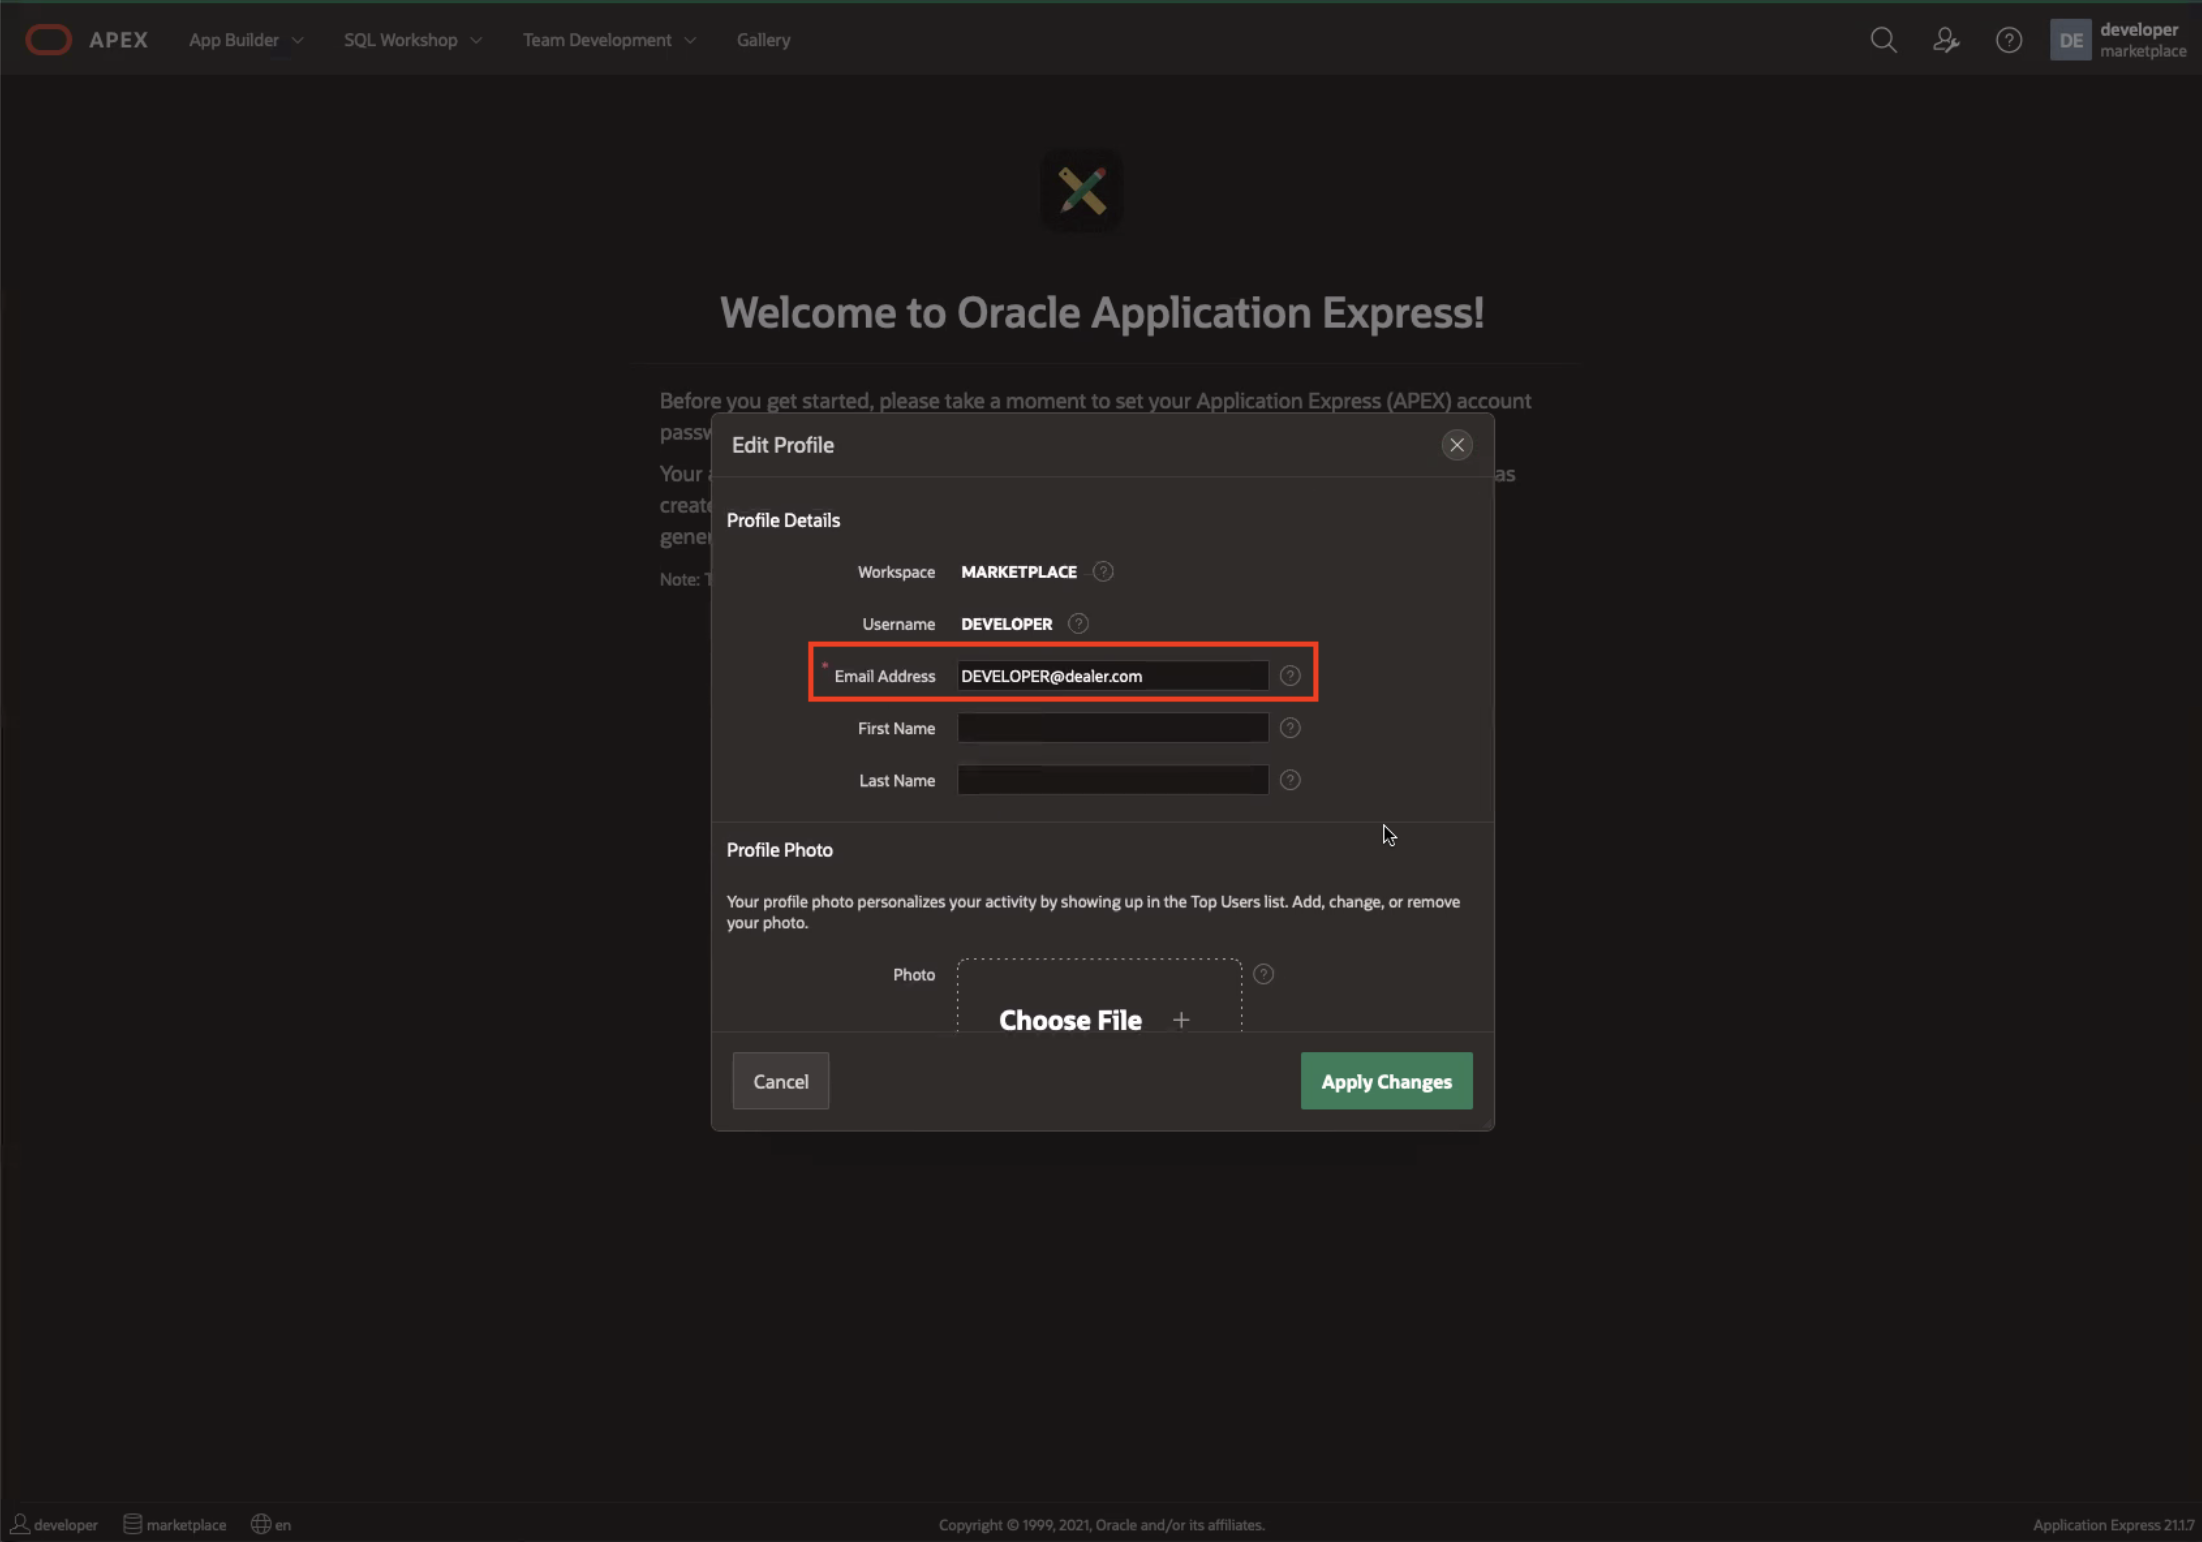 APEX App Builder SQL Workshop Team Development Gallery
DE developer
marketplace
Welcome to Oracle Application Express!
Before you get started, please take a moment to set your Application Express (APEX) account
passw
Your as
create
gener
Note: T
Edit Profile
Profile Details
Workspace MARKETPLACE ?
Username DEVELOPER ?
* Email Address DEVELOPER@dealer.com ?
First Name ?
Last Name ?
Profile Photo
Your profile photo personalizes your activity by showing up in the Top Users list. Add, change, or remove
your photo.
Photo ?
Choose File +
Cancel Apply Changes
developer marketplace en Copyright © 1999, 2021, Oracle and/or its affiliates. Application Express 21.1.7